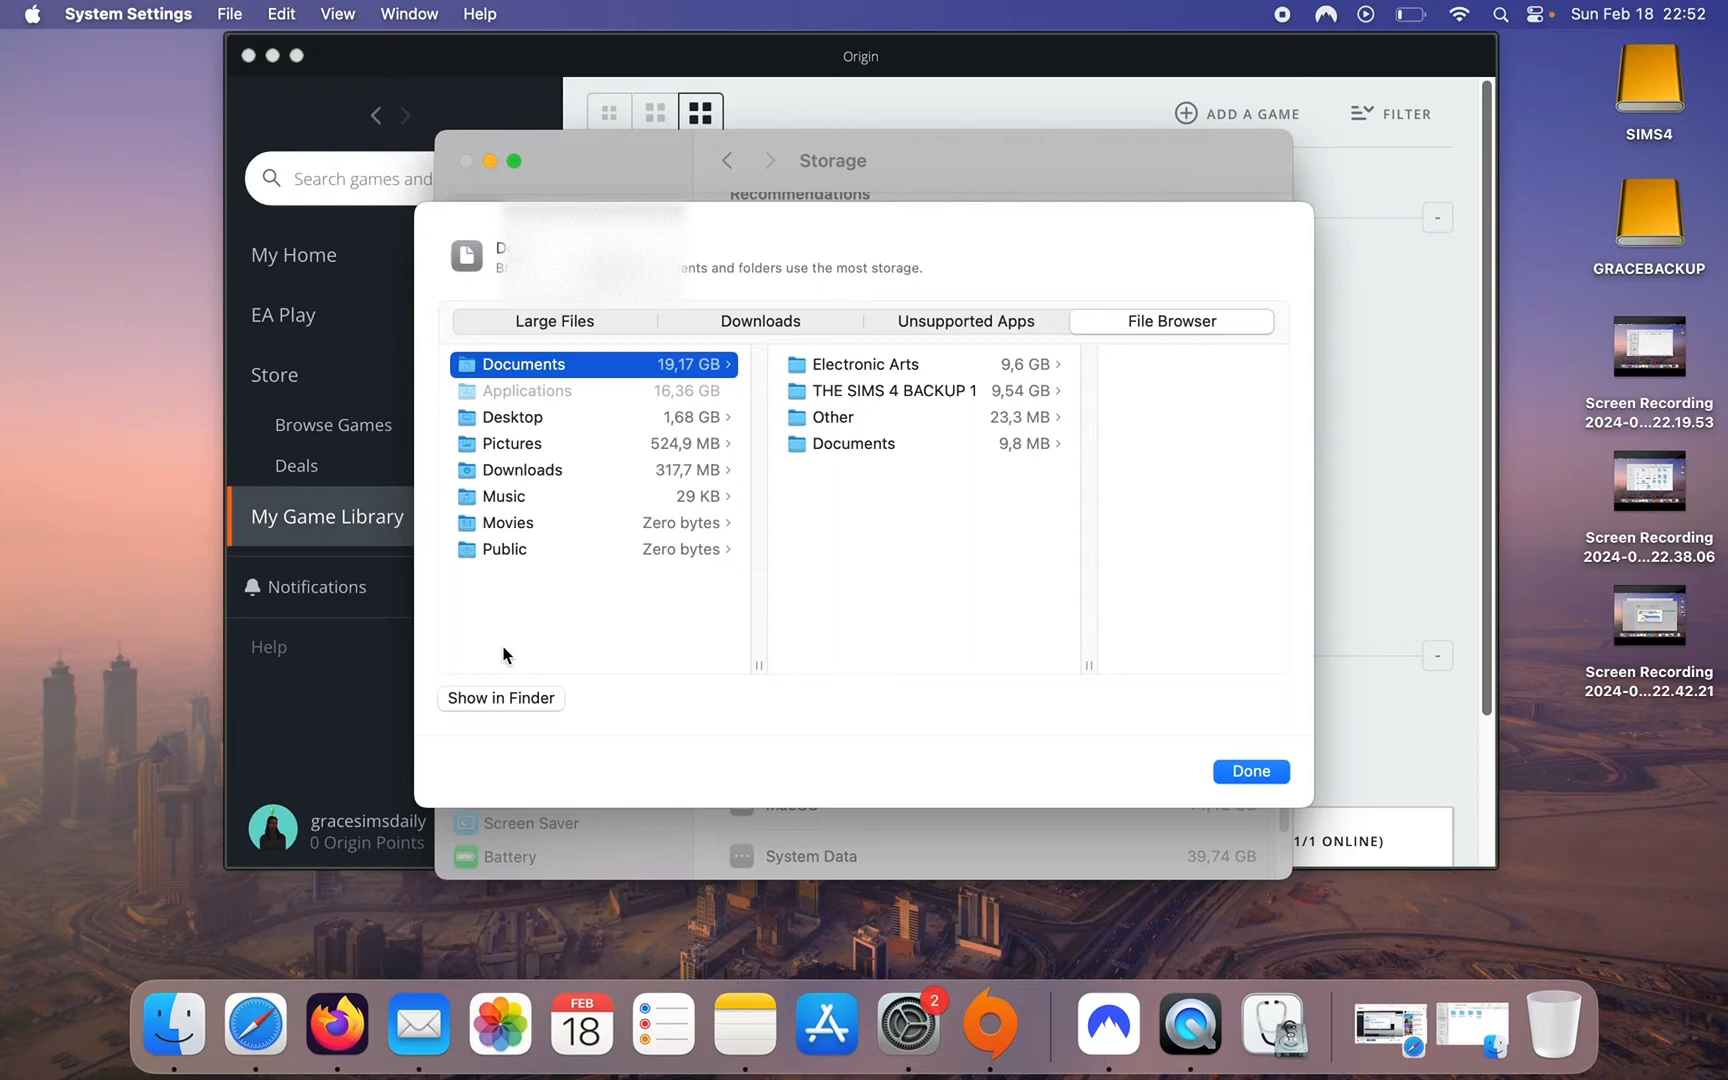 System Settings File Edit View Window Help
Sun Feb 18 22:52
Origin
ADD A GAME FILTER
Search games and
My Home
EA Play
Store
Browse Games
Deals
My Game Library
Notifications
Help
gracesimsdaily
0 Origin Points
Storage
Recommendations
ents and folders use the most storage.
Large Files Downloads Unsupported Apps File Browser
Documents 19,17 GB
Applications 16,36 GB
Desktop 1,68 GB
Pictures 524,9 MB
Downloads 317,7 MB
Music 29 KB
Movies Zero bytes
Public Zero bytes
Electronic Arts 9,6 GB
THE SIMS 4 BACKUP 1 9,54 GB
Other 23,3 MB
Documents 9,8 MB
Show in Finder
Done
Screen Saver
Battery
System Data 39,74 GB
1/1 ONLINE)
SIMS4
GRACEBACKUP
Screen Recording
2024-0...22.19.53
Screen Recording
2024-0...22.38.06
Screen Recording
2024-0...22.42.21
FEB
18
2